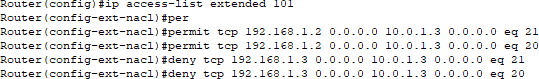 Router(config)#ip access-list extended 101
Router(config-ext-nacl)#per
Router(config-ext-nacl)#permit tcp 192.168.1.2 0.0.0.0 10.0.1.3 0.0.0.0 eq 21
Router(config-ext-nacl)#permit tcp 192.168.1.2 0.0.0.0 10.0.1.3 0.0.0.0 eq 20
Router(config-ext-nacl)#deny tcp 192.168.1.3 0.0.0.0 10.0.1.3 0.0.0.0 eq 21
Router(config-ext-nacl)#deny tcp 192.168.1.3 0.0.0.0 10.0.1.3 0.0.0.0 eq 20